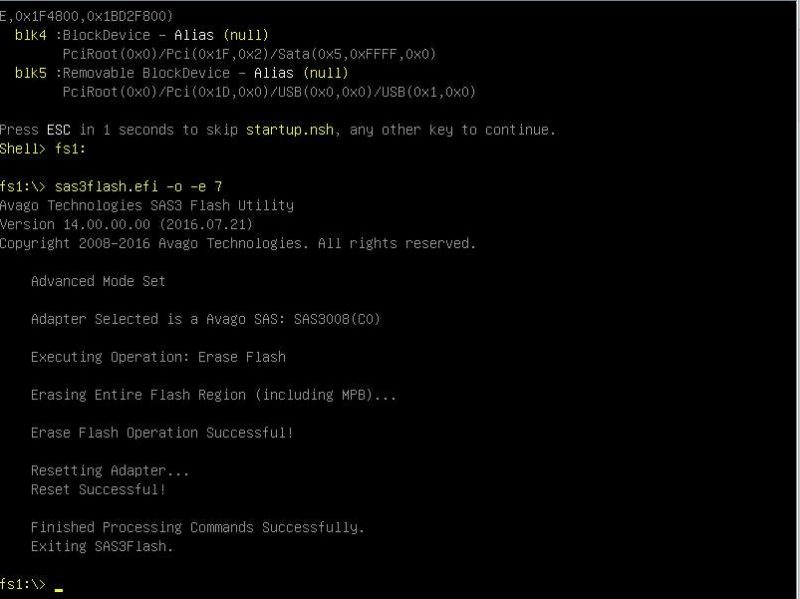 E,0x1F4800,0x1BD2F800)
blk4 :BlockDevice - Alias (null)
PciRoot(0x0)/Pci(0x1F,0x2)/Sata(0x5,0xFFFF,0x0)
blk5 :Removable BlockDevice - Alias (null)
PciRoot(0x0)/Pci(0x1D,0x0)/USB(0x0,0x0)/USB(0x1,0x0)
Press ESC in 1 seconds to skip startup.nsh, any other key to continue.
Shell> fs1:
fs1:\> sas3flash.efi -o -e 7
Avago Technologies SAS3 Flash Utility
Version 14.00.00.00 (2016.07.21)
Copyright 2008-2016 Avago Technologies. All rights reserved.
Advanced Mode Set
Adapter Selected is a Avago SAS: SAS3008(C0)
Executing Operation: Erase Flash
Erasing Entire Flash Region (including MPB)...
Erase Flash Operation Successful!
Resetting Adapter...
Reset Successful!
Finished Processing Commands Successfully.
Exiting SAS3Flash.
fs1:\> _